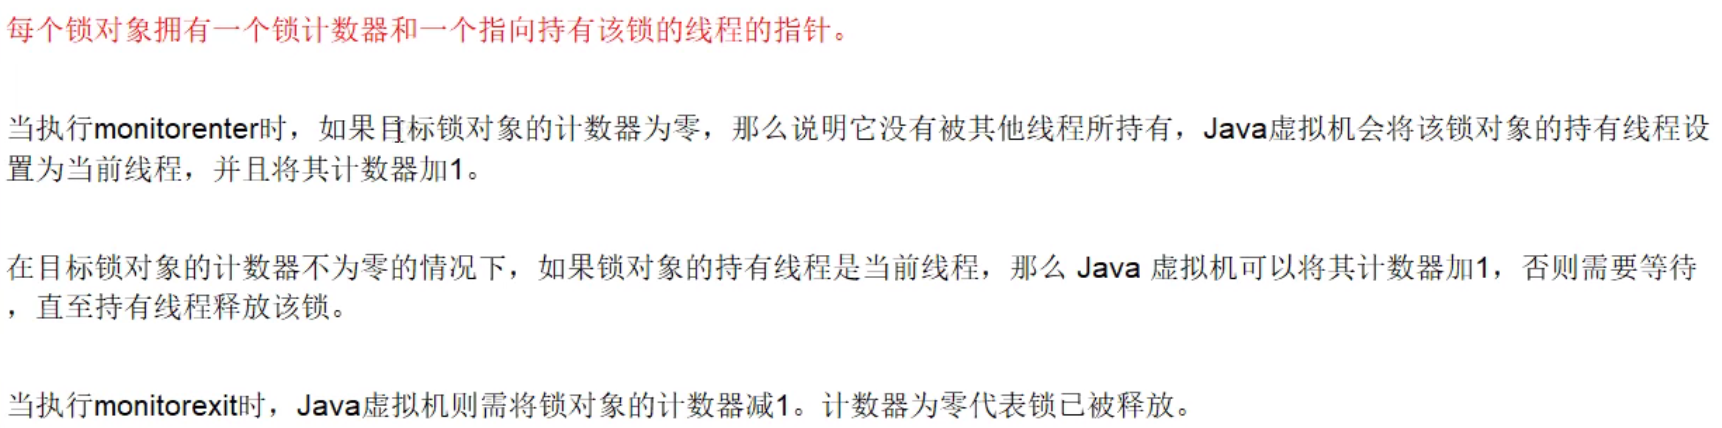 每个锁对象拥有一个锁计数器和一个指向持有该锁的线程的指针。
当执行monitorenter时，如果目标锁对象的计数器为零，那么说明它没有被其他线程所持有，Java虚拟机会将该锁对象的持有线程设
置为当前线程，并且将其计数器加1。
在目标锁对象的计数器不为零的情况下，如果锁对象的持有线程是当前线程，那么 Java 虚拟机可以将其计数器加1，否则需要等待
，直至持有线程释放该锁。
当执行monitorexit时，Java虚拟机则需将锁对象的计数器减1。计数器为零代表锁已被释放。